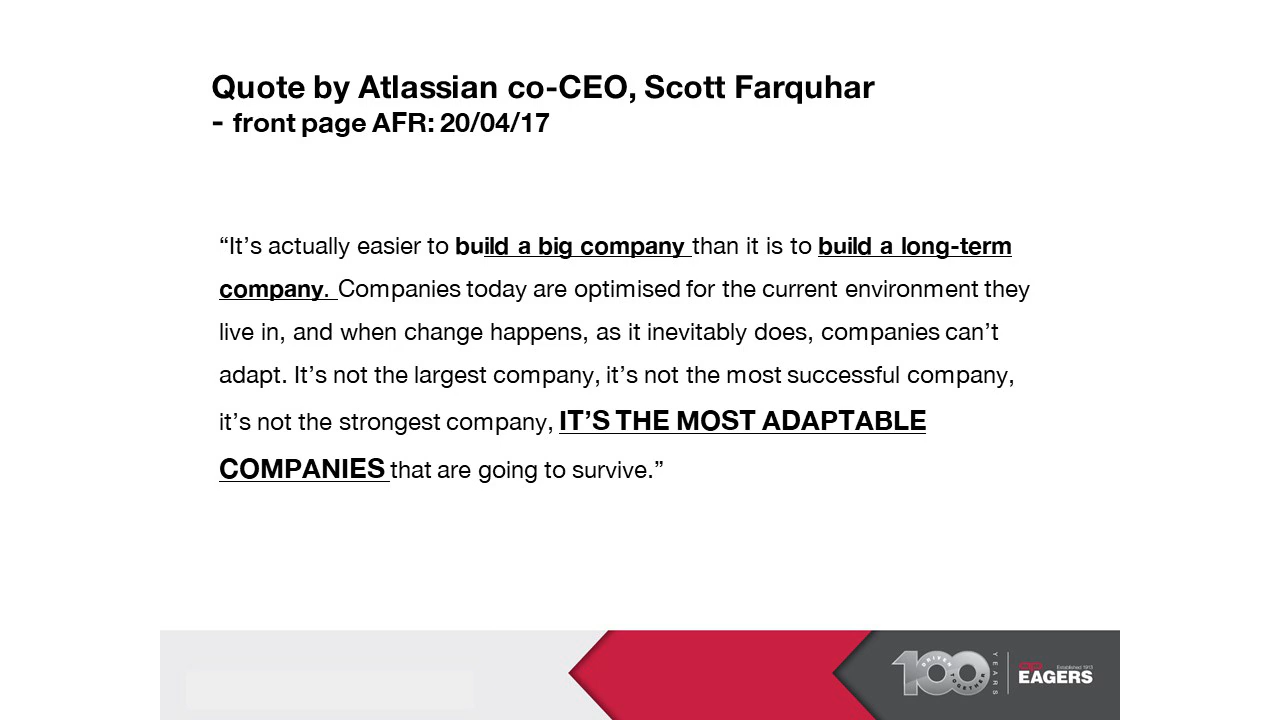 Quote by Atlassian co-CEO, Scott Farquhar
- front page AFR: 20/04/17
“It’s actually easier to build a big company than it is to build a long-term
company. Companies today are optimised for the current environment they
live in, and when change happens, as it inevitably does, companies can’t
adapt. It’s not the largest company, it’s not the most successful company,
it’s not the strongest company, IT’S THE MOST ADAPTABLE
COMPANIES that are going to survive.”
100
DRIVEN TOGETHER
YEARS
Established 1913
EAGERS